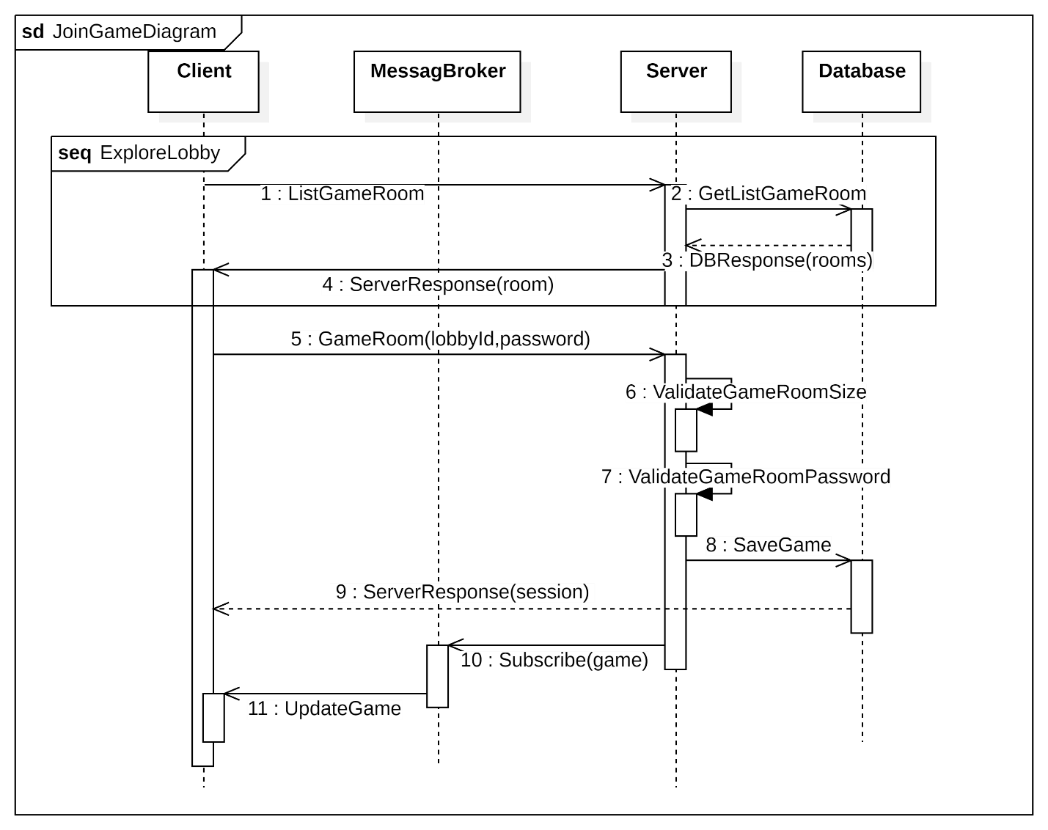 sd JoinGameDiagram
Client
MessagBroker
Server
Database
seq ExploreLobby
1 : ListGameRoom
2 : GetListGameRoom
3 : DBResponse(rooms)
4 : ServerResponse(room)
5 : GameRoom(lobbyId,password)
6 : ValidateGameRoomSize
7 : ValidateGameRoomPassword
8 : SaveGame
9 : ServerResponse(session)
10 : Subscribe(game)
11 : UpdateGame